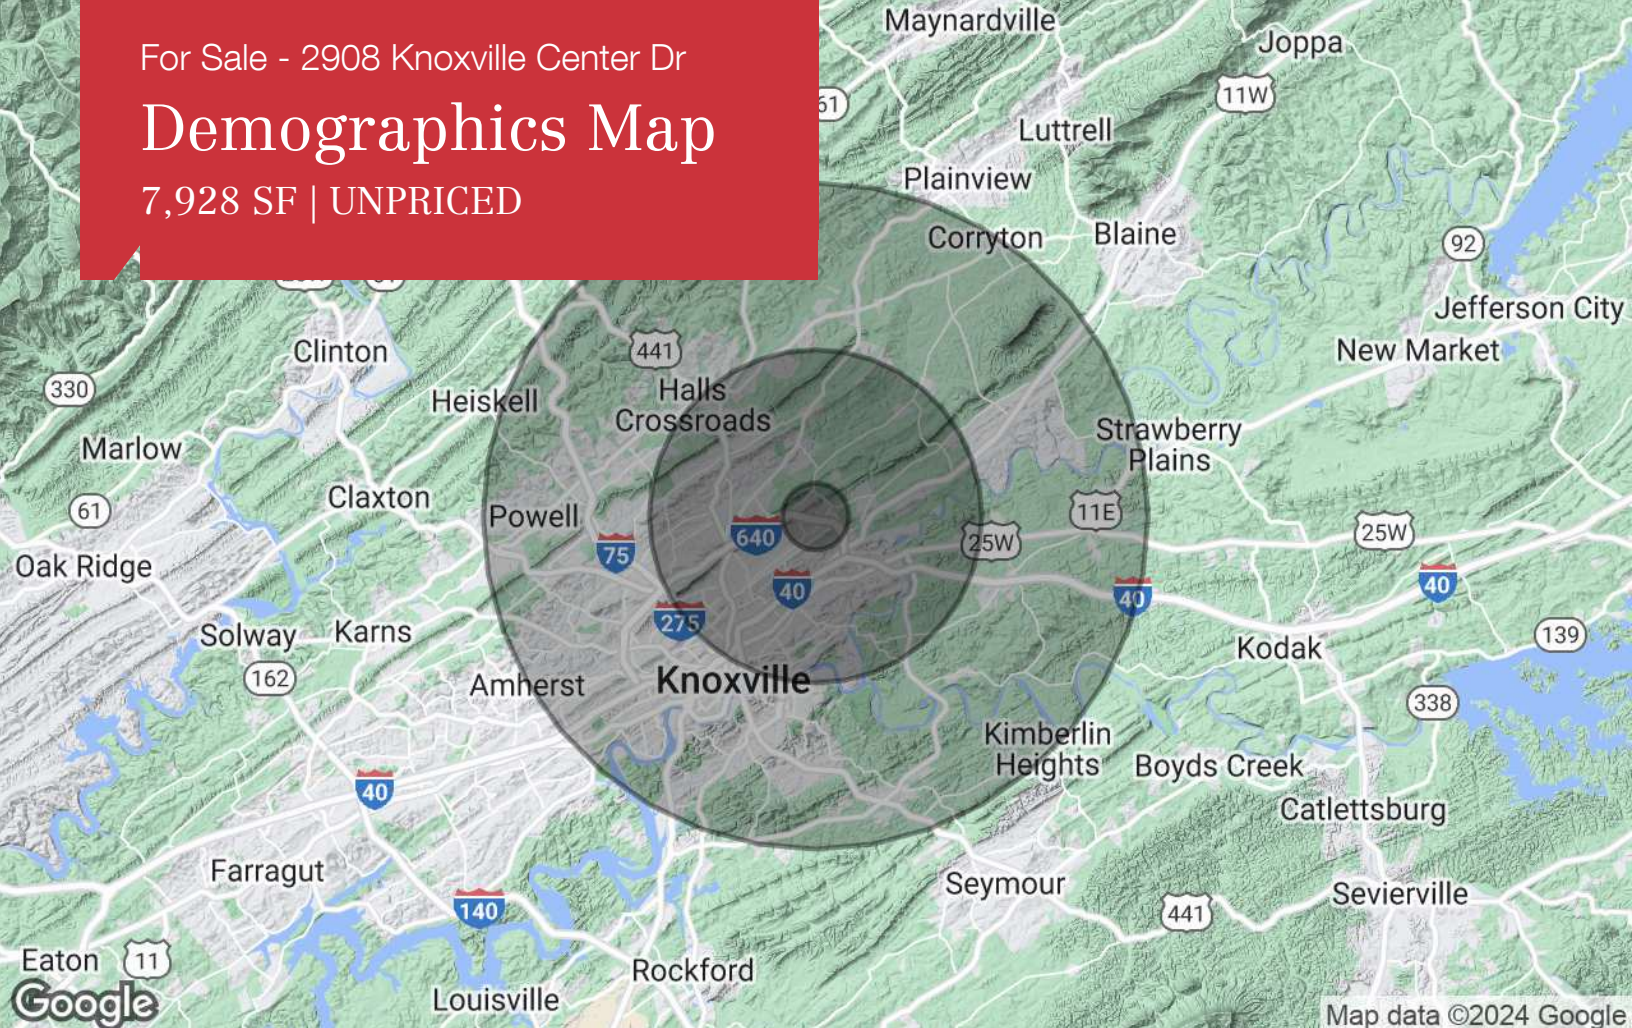 For Sale - 2908 Knoxville Center Dr
Demographics Map
7,928 SF | UNPRICED
Maynardville
Joppa
61
11W
Luttrell
Plainview
Corryton
Blaine
92
Jefferson City
New Market
Clinton
441
330
Halls
Crossroads
Heiskell
Marlow
Strawberry
Plains
Claxton
61
Powell
11E
25W
640
25W
75
Oak Ridge
40
40
40
275
Solway
Karns
139
Kodak
162
Amherst
Knoxville
338
Kimberlin
Heights
Boyds Creek
40
Catlettsburg
Farragut
Seymour
Sevierville
140
441
Eaton
11
Rockford
Louisville
Google
Map data ©2024 Google